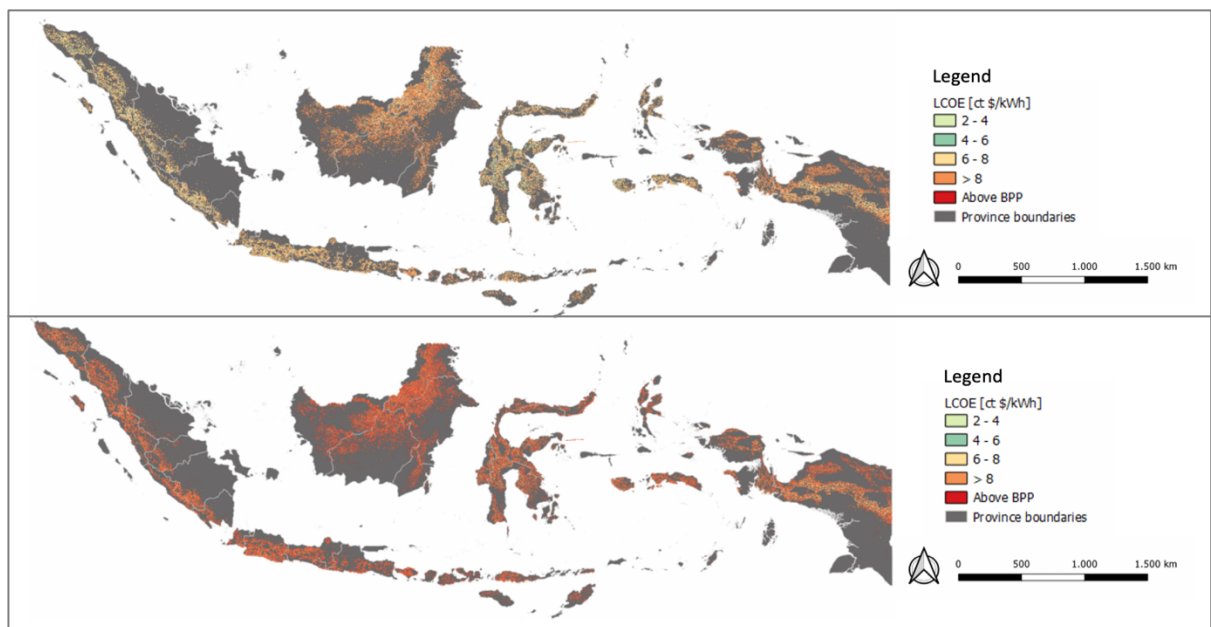 Legend
LCOE [ct $/kWh]
2 - 4
4 - 6
6 - 8
> 8
Above BPP
Province boundaries
0 500 1.000 1.500 km
Legend
LCOE [ct $/kWh]
2 - 4
4 - 6
6 - 8
> 8
Above BPP
Province boundaries
0 500 1.000 1.500 km